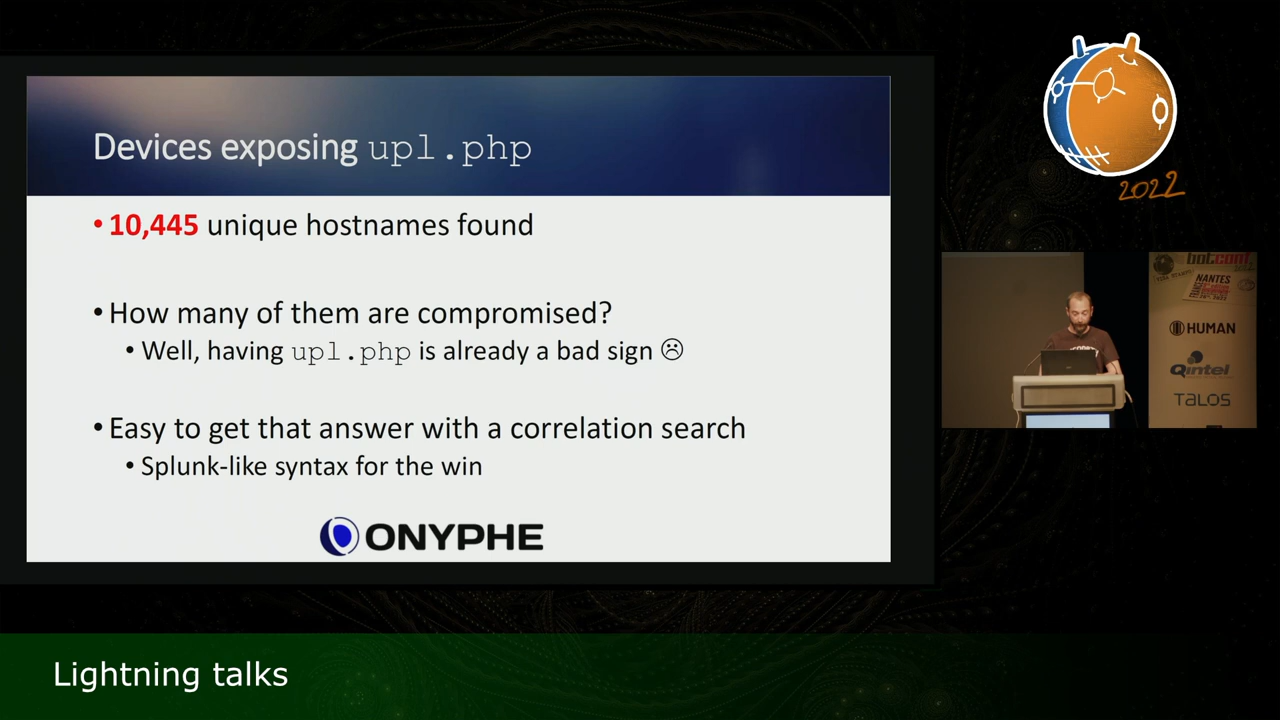 Devices exposing upl.php
• 10,445 unique hostnames found
• How many of them are compromised?
• Well, having upl.php is already a bad sign ☹
• Easy to get that answer with a correlation search
• Splunk-like syntax for the win
ONYPHE
2022
botconf
NANTES
HUMAN
Qintel
TALOS
Lightning talks